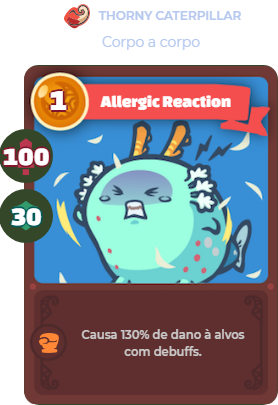 THORNY CATERPILLAR
Corpo a corpo
1
Allergic Reaction
100
30
Causa 130% de dano à alvos
com debuffs.